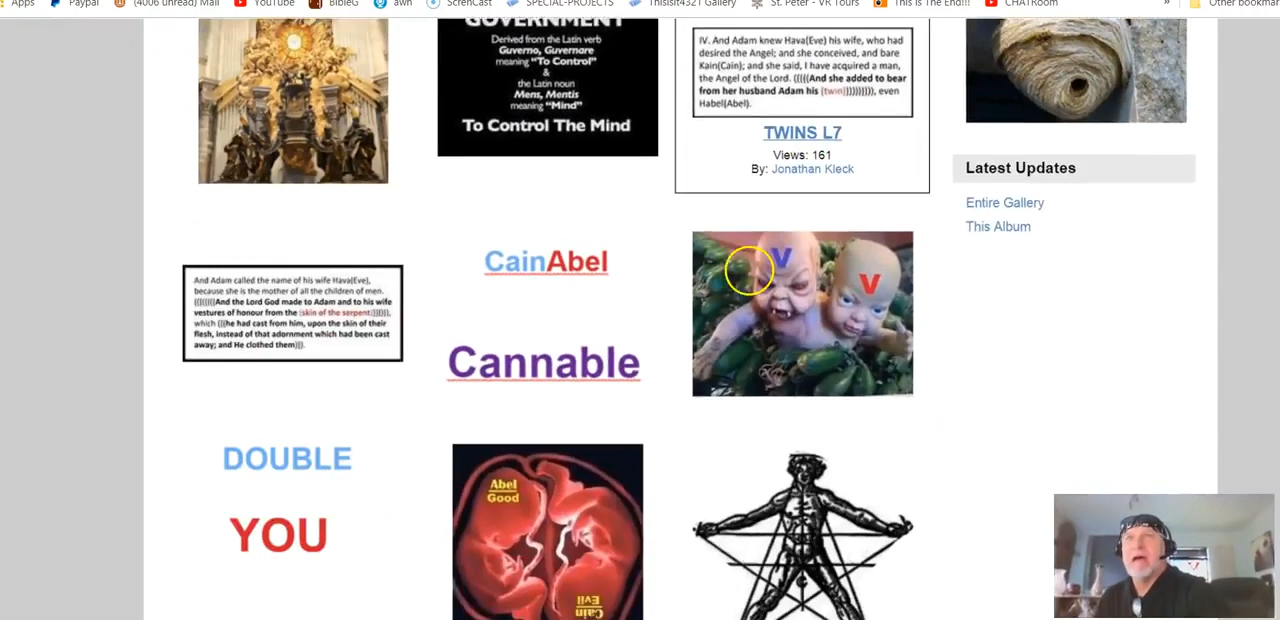 Apps
Paypal
(4006 unread) Mail
YouTube
BibleG
awn
ScrenCast
SPECIAL-PROJECTS
Thisisit4321 Gallery
St. Peter - VR Tours
This Is The End!!!
CHATRoom
»
Other bookmar
GOVERNMENT
Derived from the Latin verb
Guverno, Guvernare
meaning "To Control"
&
the Latin noun
Mens, Mentis
meaning "Mind"
To Control The Mind
IV. And Adam knew Hava(Eve) his wife, who had
desired the Angel; and she conceived, and bare
Kain(Cain); and she said, I have acquired a man,
the Angel of the Lord. (((((And she added to bear
from her husband Adam his (twin)))))))))), even
Habel(Abel).
TWINS L7
Views: 161
By: Jonathan Kleck
Latest Updates
Entire Gallery
This Album
And Adam called the name of his wife Hava(Eve),
because she is the mother of all the children of men.
(((((((And the Lord God made to Adam and to his wife
vestures of honour from the (skin of the serpent)))))),
which (((he had cast from him, upon the skin of their
flesh, instead of that adornment which had been cast
away; and He clothed them))).
CainAbel
Cannable
V
V
DOUBLE
YOU
Abel
Good
Cain
Evil